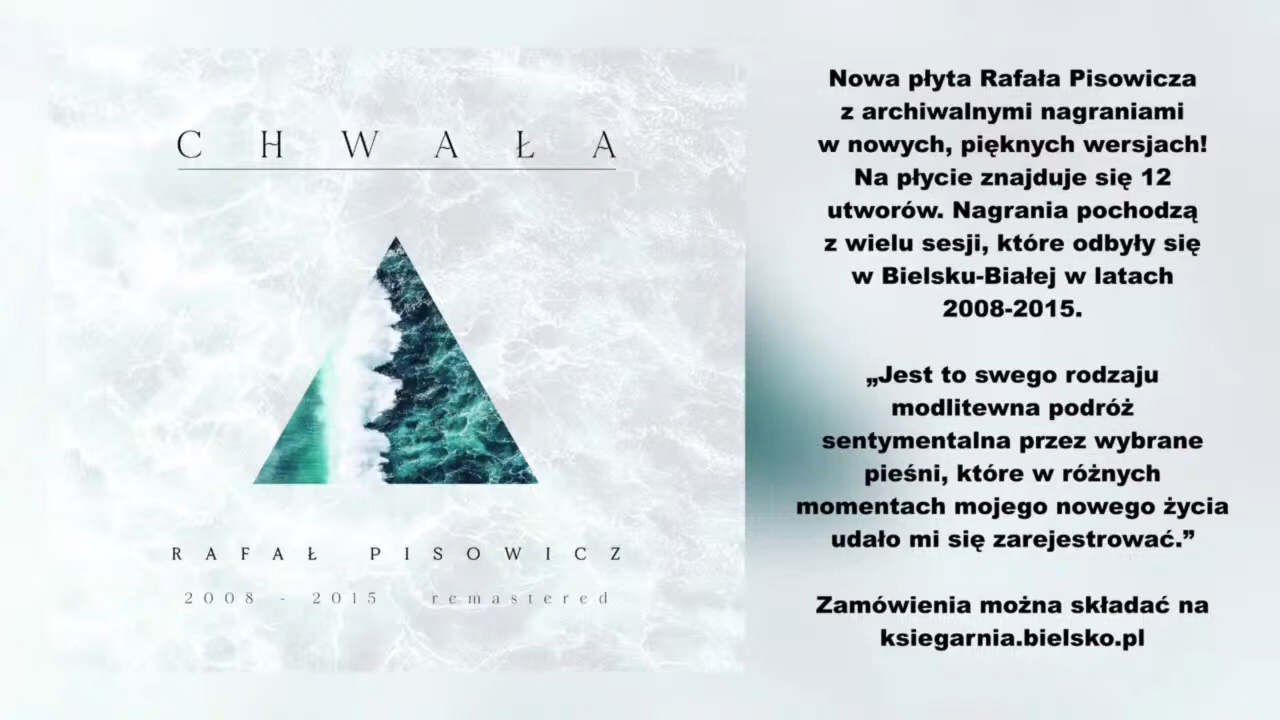 C H W A Ł A
R A F A Ł P I S O W I C Z
2008 - 2015 remastered
Nowa płyta Rafała Pisowicza
z archiwalnymi nagraniami
w nowych, pięknych wersjach!
Na płycie znajduje się 12
utworów. Nagrania pochodzą
z wielu sesji, które odbyły się
w Bielsku-Białej w latach
2008-2015.
„Jest to swego rodzaju
modlitewna podróż
sentymentalna przez wybrane
pieśni, które w różnych
momentach mojego nowego życia
udało mi się zarejestrować.”
Zamówienia można składać na
ksiegarnia.bielsko.pl